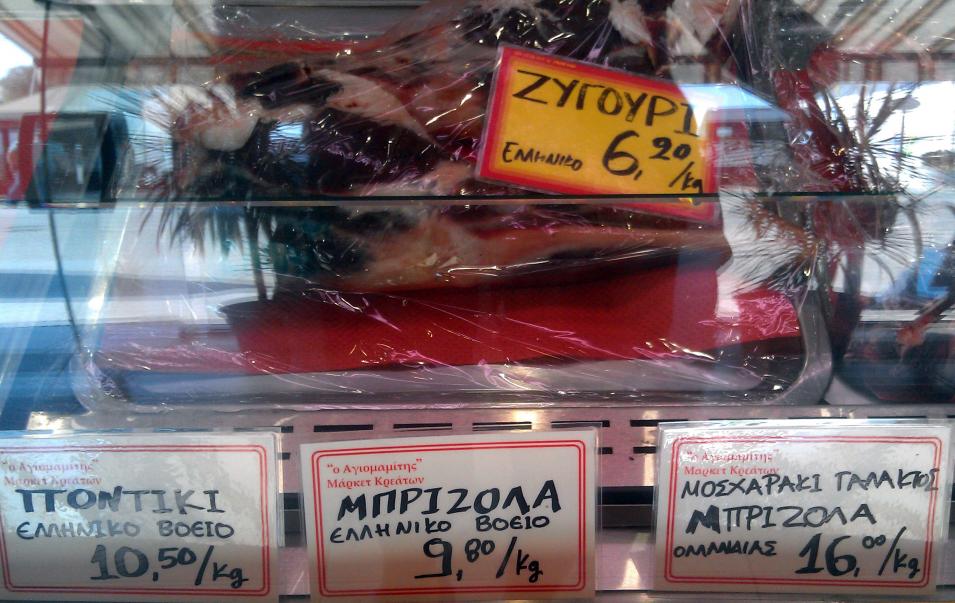 ΖΥΓΟΥΡΙ
ΕΛΛΗΝΙΚΟ 6,20/kg
"ο Αγιομαμίτης"
Μάρκετ Κρεάτων
ΠΟΝΤΙΚΙ
ΕΛΛΗΝΙΚΟ ΒΟΕΙΟ
10,50/kg
"ο Αγιομαμίτης"
Μάρκετ Κρεάτων
ΜΠΡΙΖΟΛΑ
ΕΛΛΗΝΙΚΟ ΒΟΕΙΟ
9,80/kg
"ο Αγιομαμίτης"
Μάρκετ Κρεάτων
ΜΟΣΧΑΡΑΚΙ ΓΑΛΑΚΤΟΣ
ΜΠΡΙΖΟΛΑ
ΟΛΛΑΝΔΙΑΣ 16,00/kg